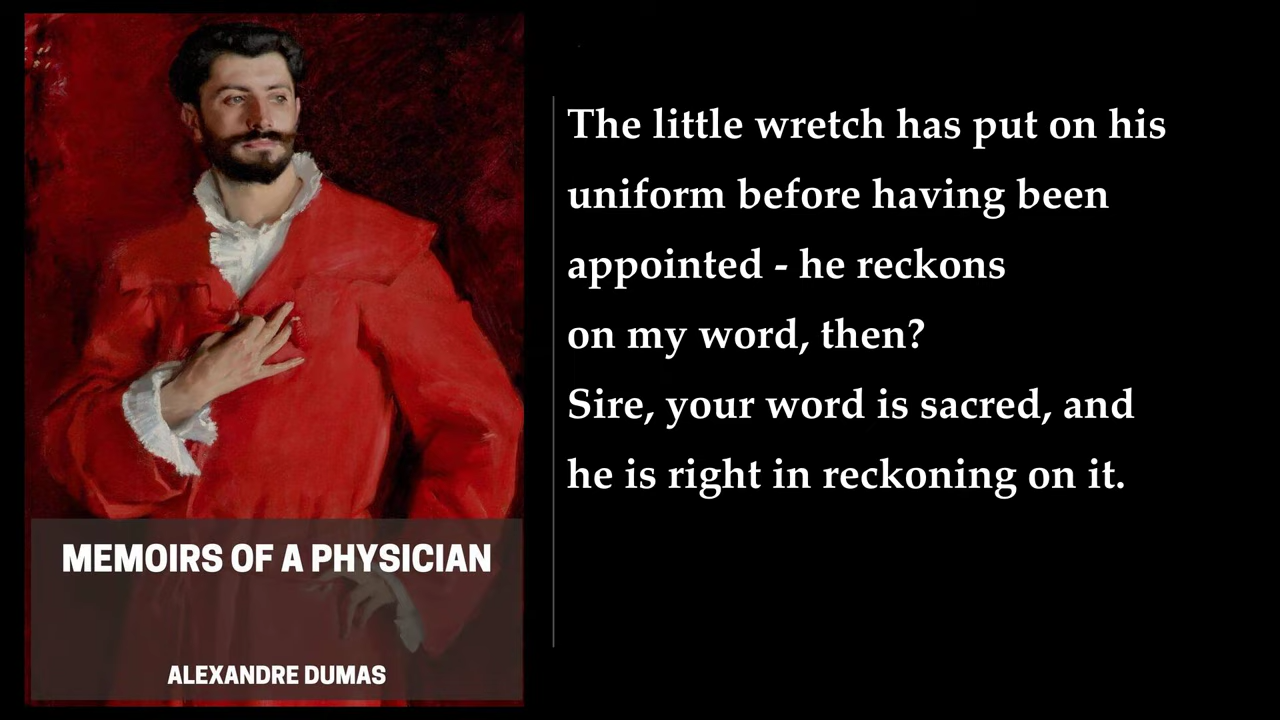 MEMOIRS OF A PHYSICIAN
ALEXANDRE DUMAS
The little wretch has put on his
uniform before having been
appointed - he reckons
on my word, then?
Sire, your word is sacred, and
he is right in reckoning on it.